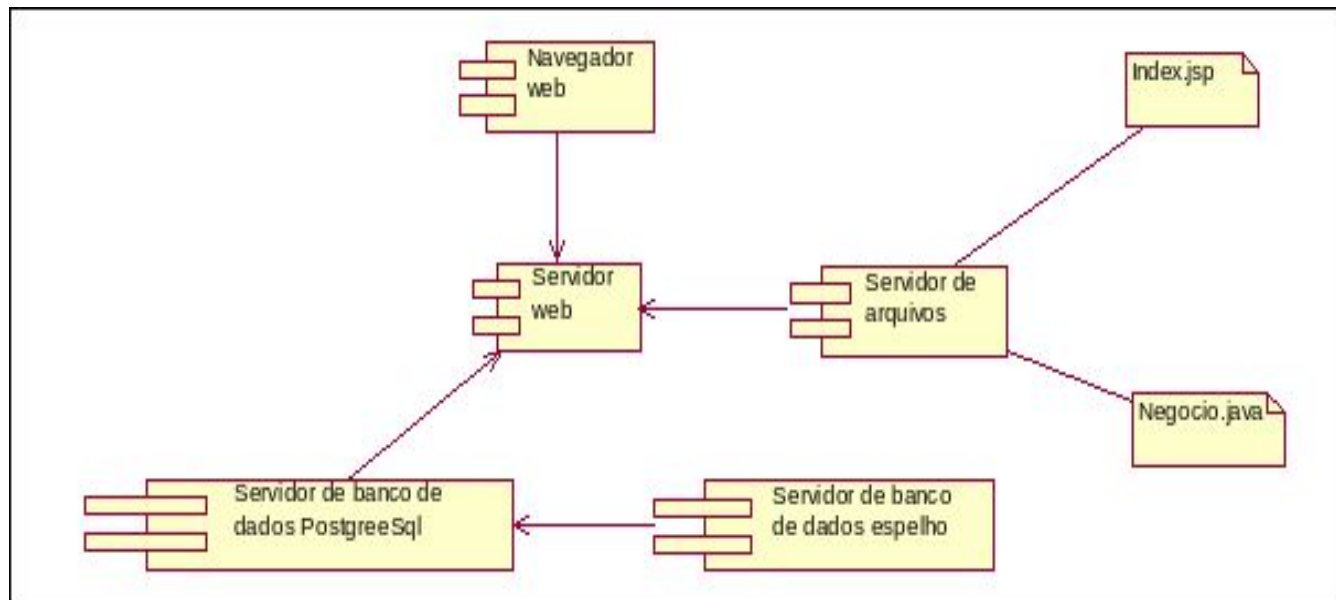 Navegador
web
Index.jsp
Servidor
web
Servidor de
arquivos
Negocio.java
Servidor de banco de
dados PostgreeSql
Servidor de banco
de dados espelho